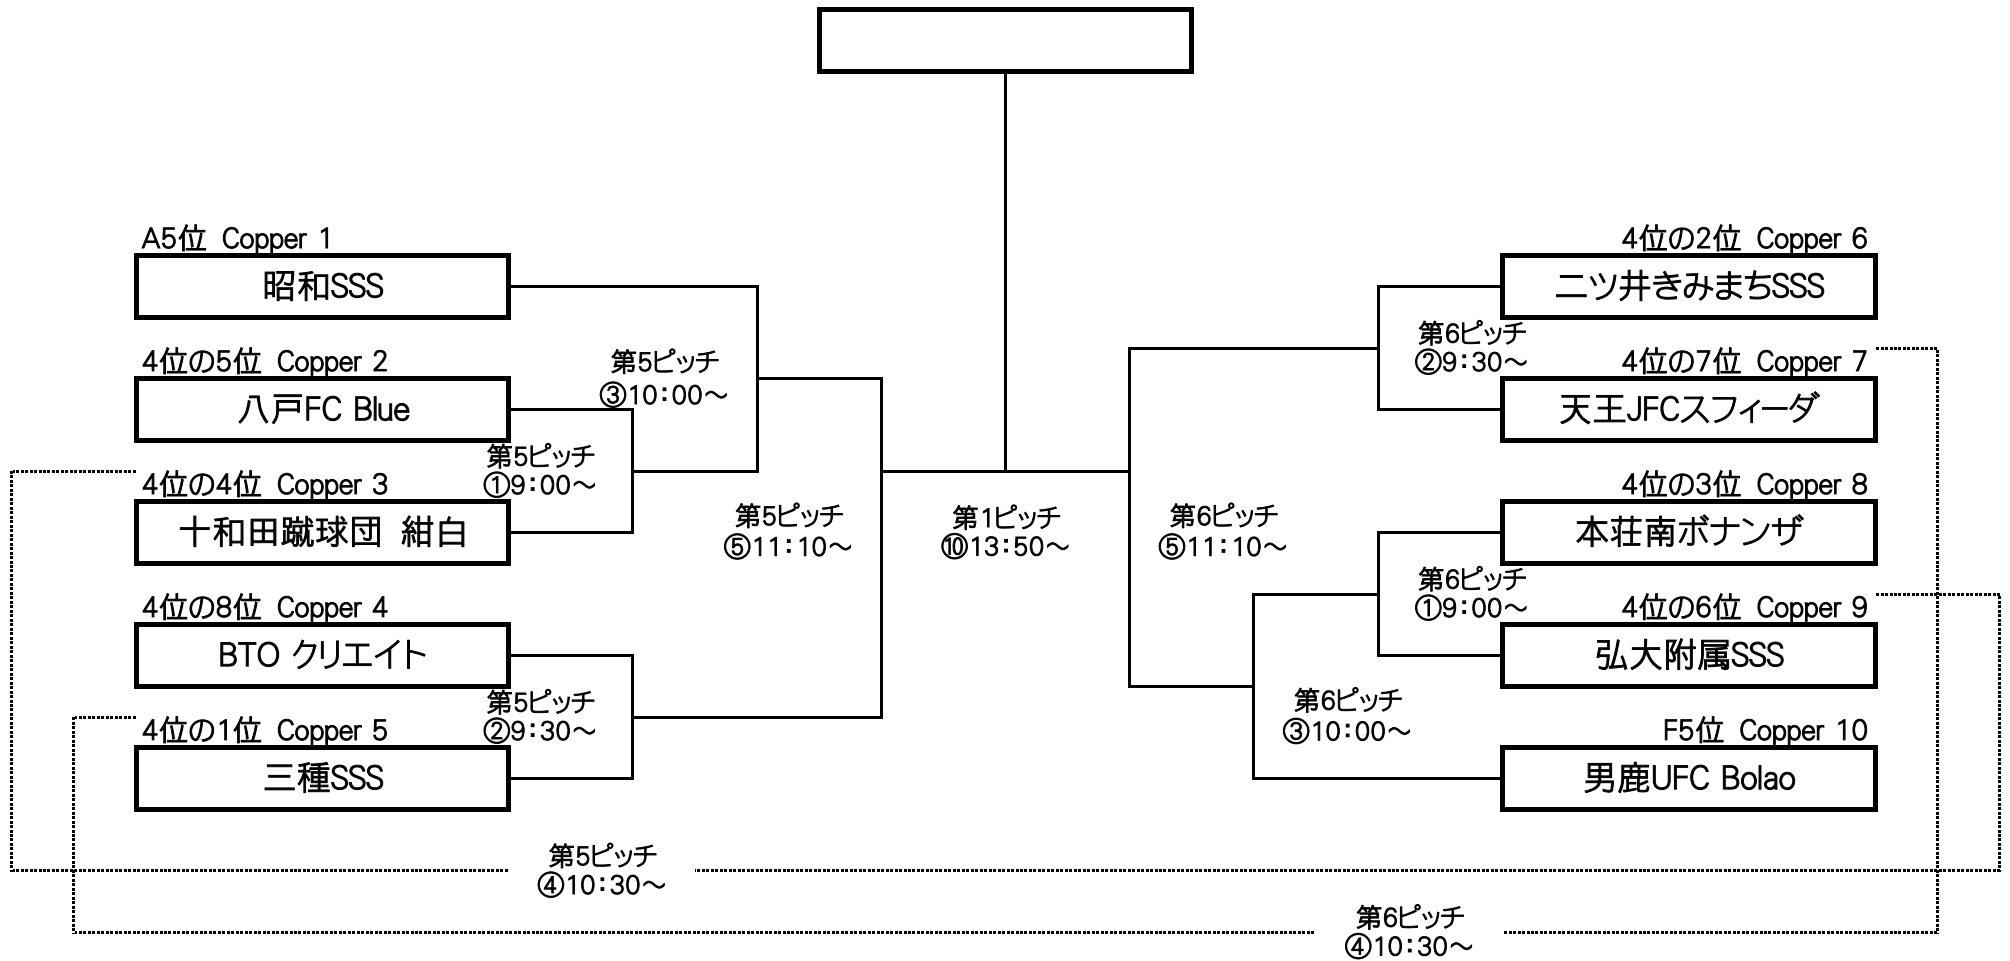 A5位 Copper 1
昭和SSS
4位の5位 Copper 2
八戸FC Blue
4位の4位 Copper 3
十和田蹴球団 紺白
4位の8位 Copper 4
BTO クリエイト
4位の1位 Copper 5
三種SSS
第5ピッチ
③10:00～
第5ピッチ
①9:00～
第5ピッチ
②9:30～
第5ピッチ
⑤11:10～
第1ピッチ
⑩13:50～
第6ピッチ
⑤11:10～
第6ピッチ
②9:30～
第6ピッチ
①9:00～
第6ピッチ
③10:00～
4位の2位 Copper 6
二ツ井きみまちSSS
4位の7位 Copper 7
天王JFCスフィーダ
4位の3位 Copper 8
本荘南ボナンザ
4位の6位 Copper 9
弘大附属SSS
F5位 Copper 10
男鹿UFC Bolao
第5ピッチ
④10:30～
第6ピッチ
④10:30～